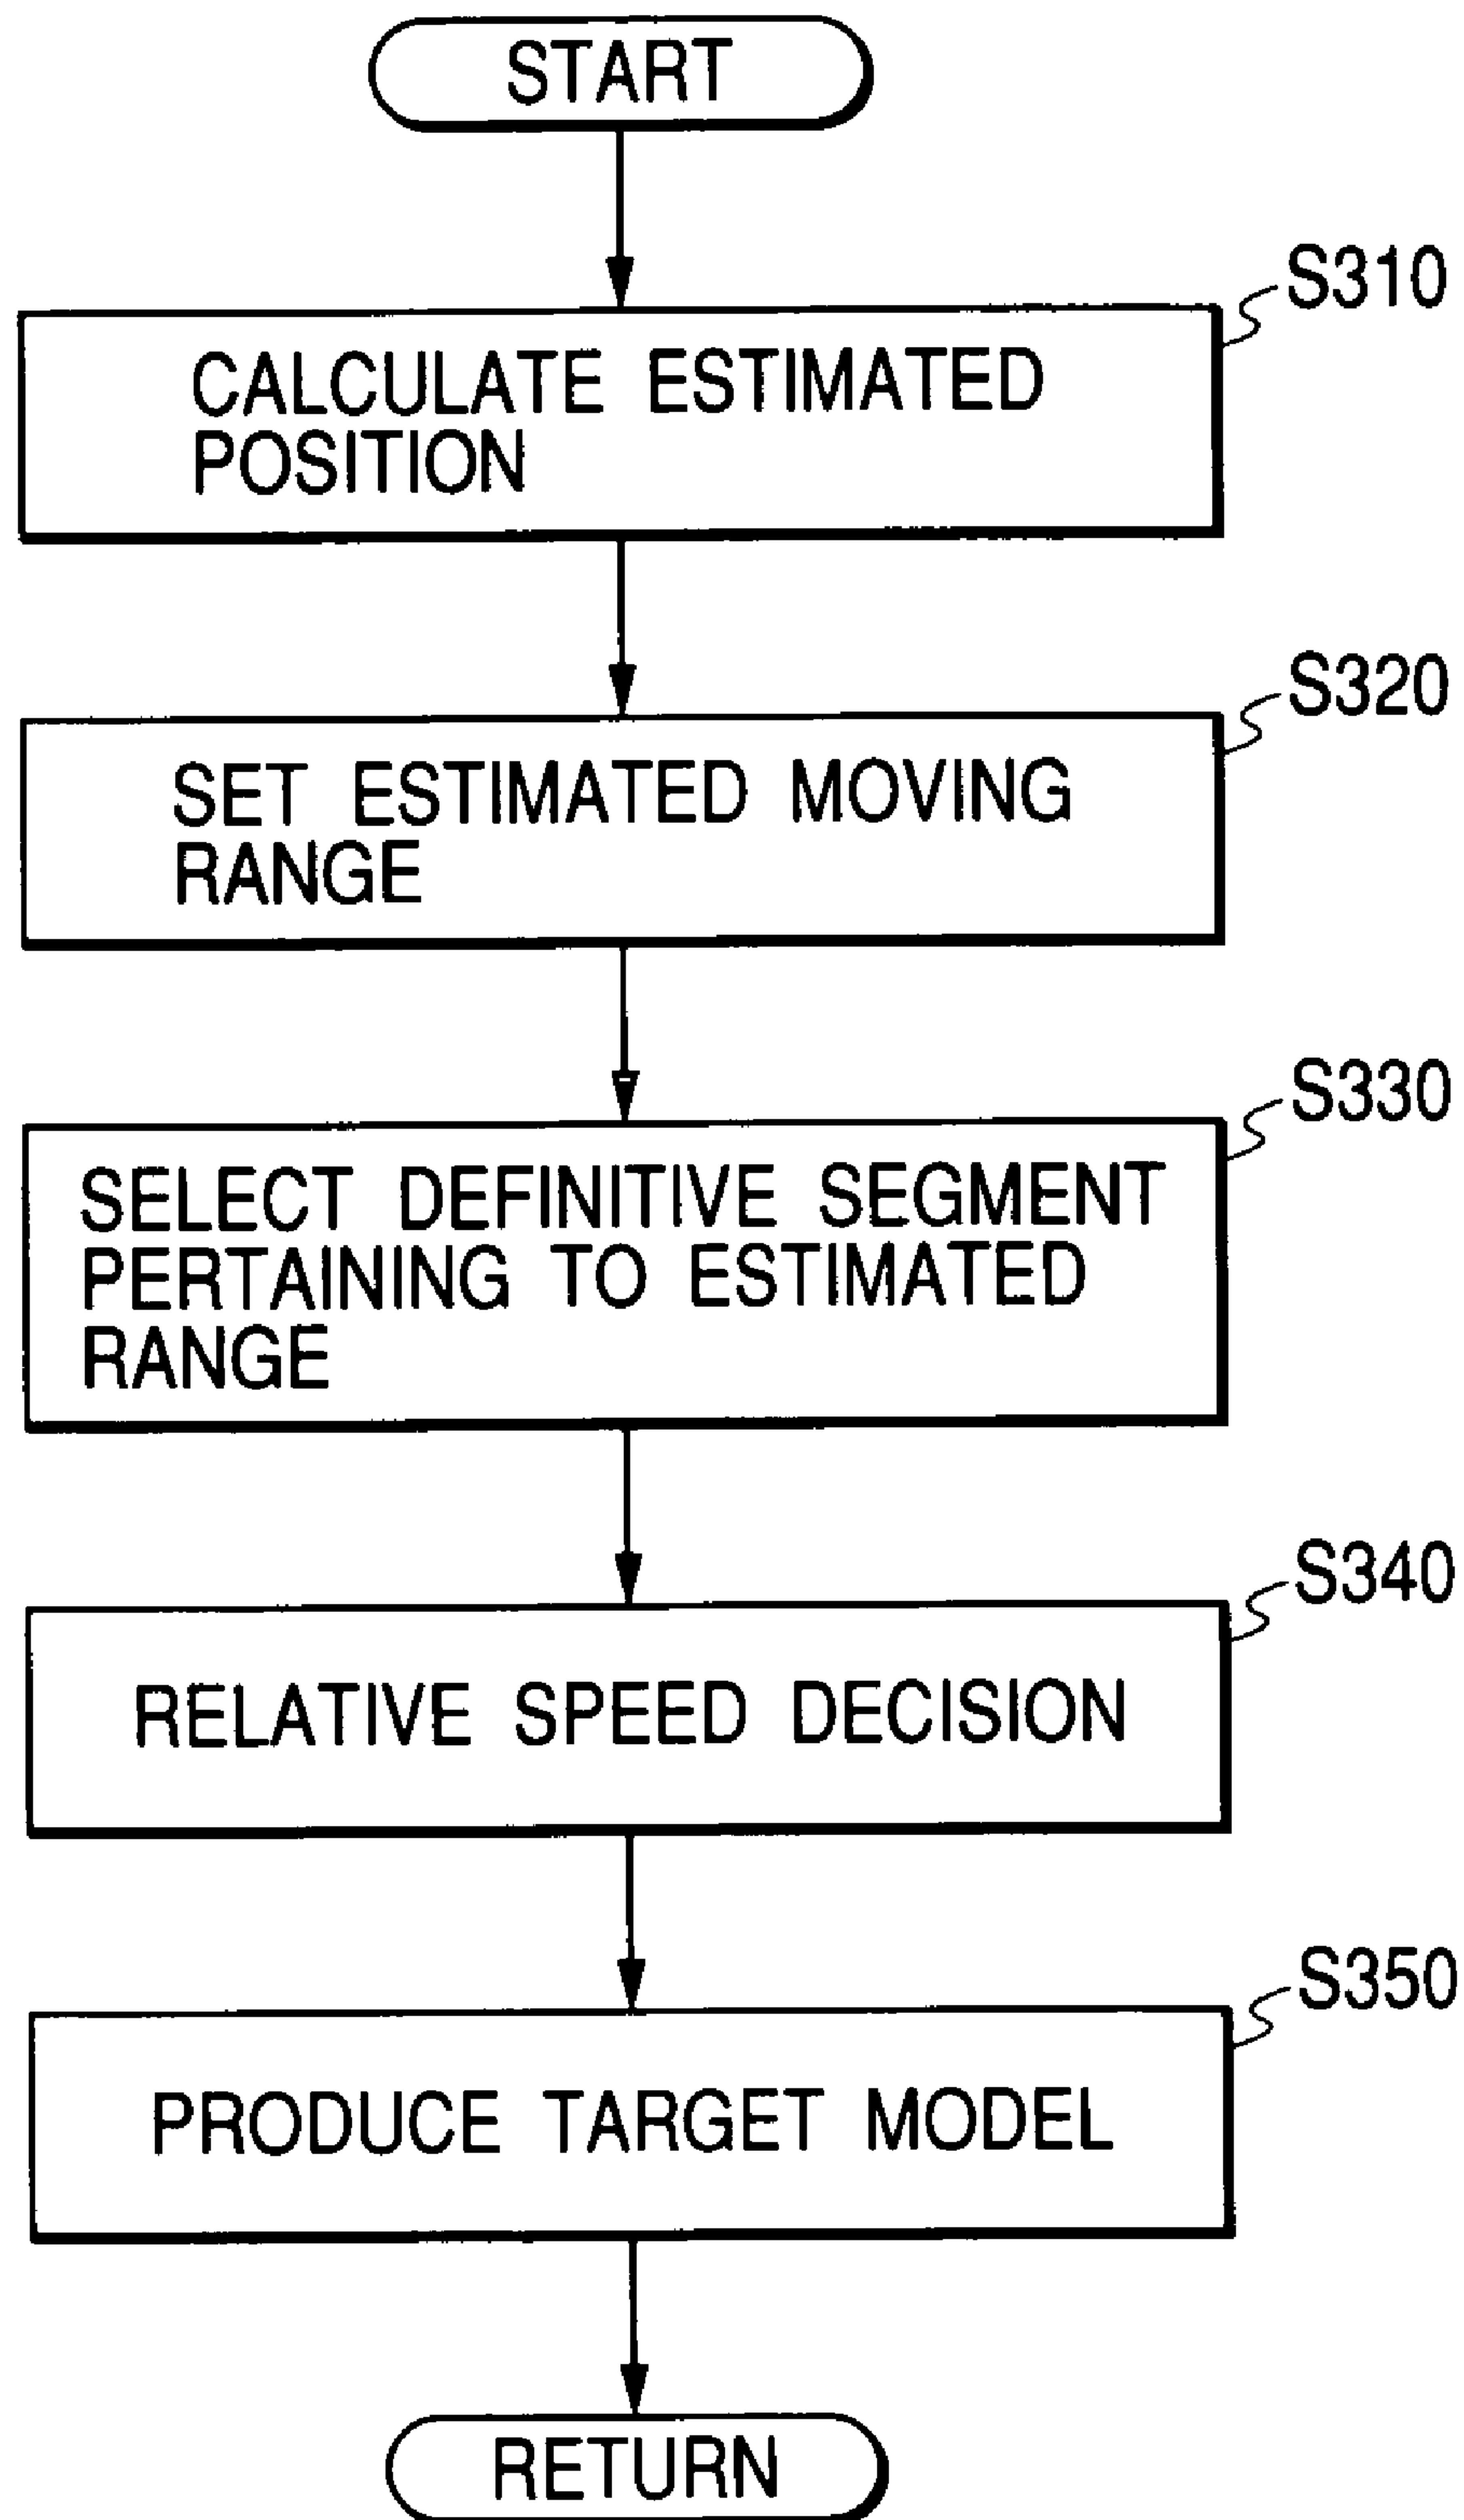 START
S310
CALCULATE ESTIMATED
POSITION
S320
SET ESTIMATED MOVING
RANGE
S330
SELECT DEFINITIVE SEGMENT
PERTAINING TO ESTIMATED
RANGE
S340
RELATIVE SPEED DECISION
S350
PRODUCE TARGET MODEL
RETURN